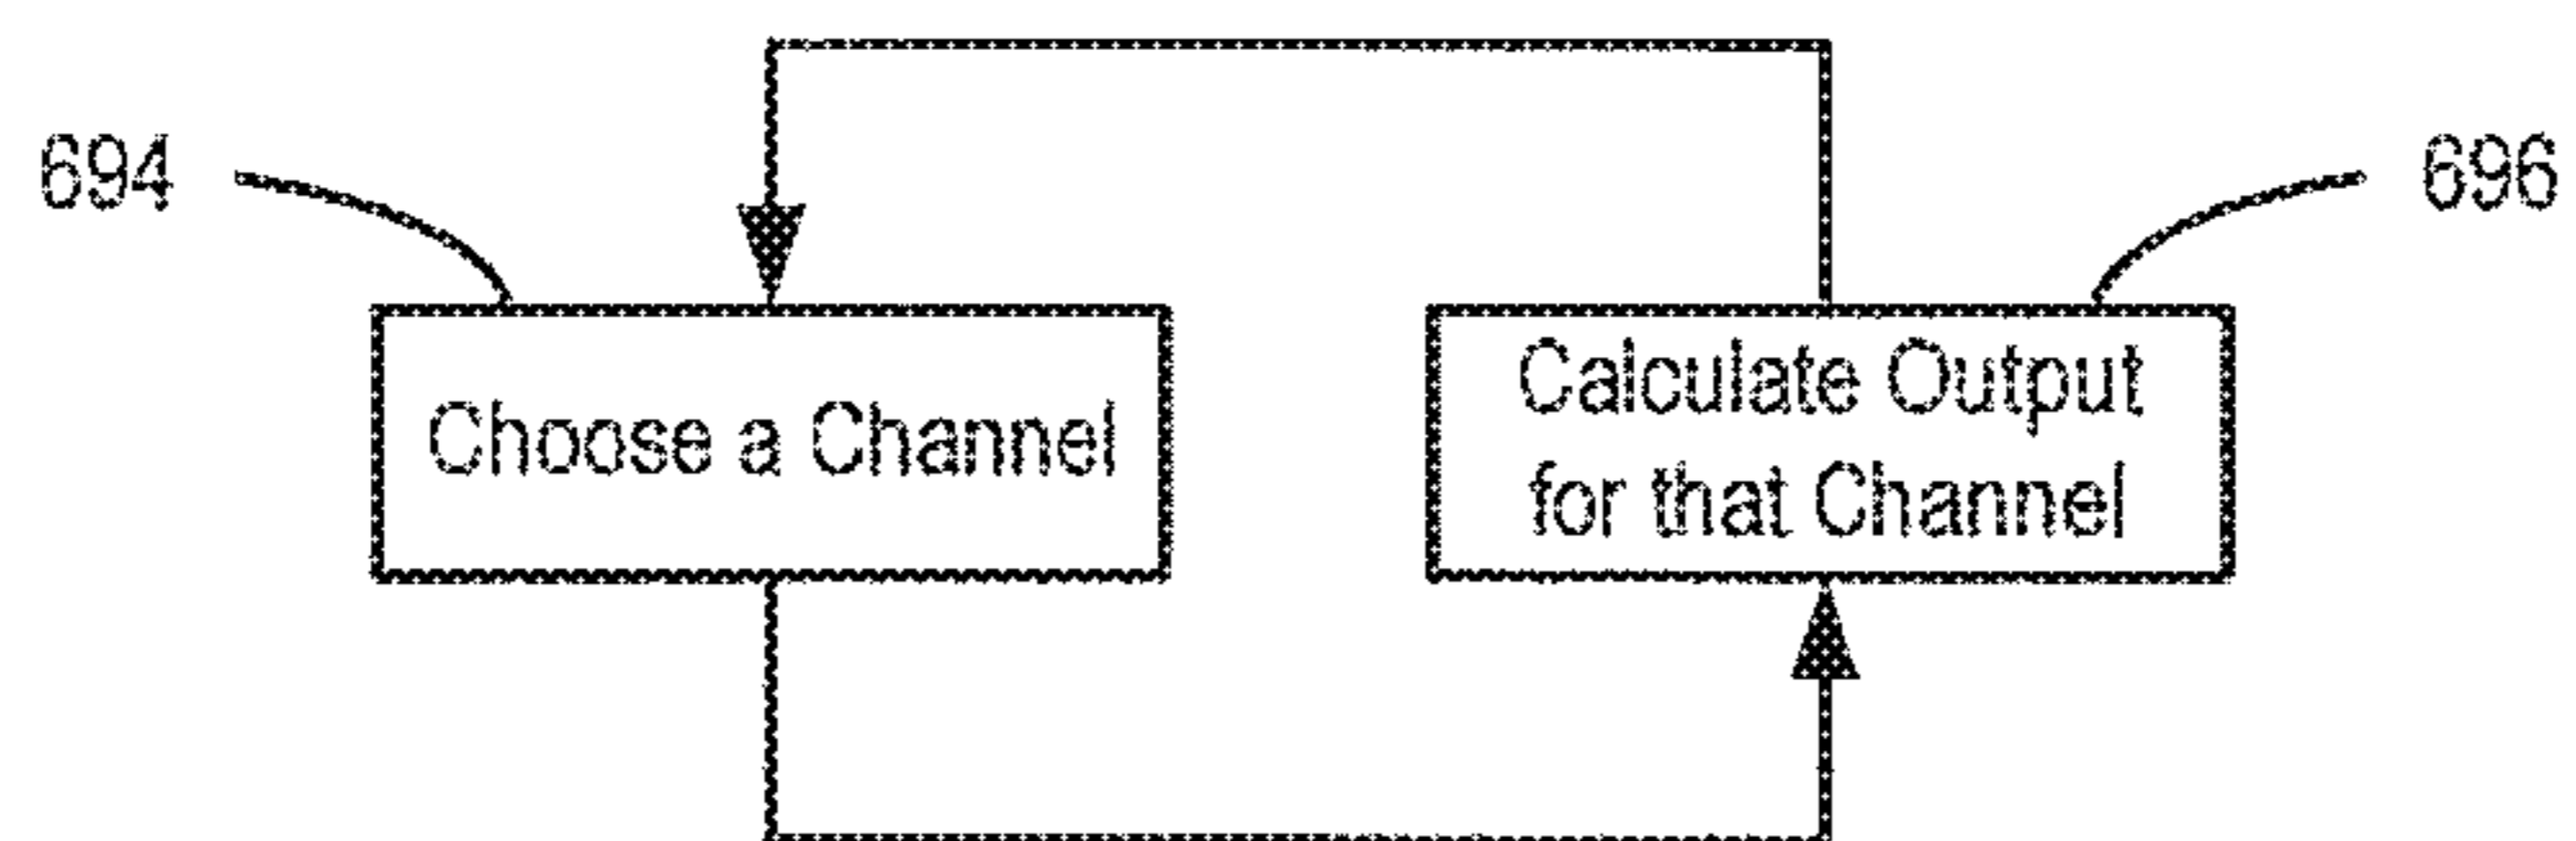 694
696
Choose a Channel
Calculate Output
for that Channel